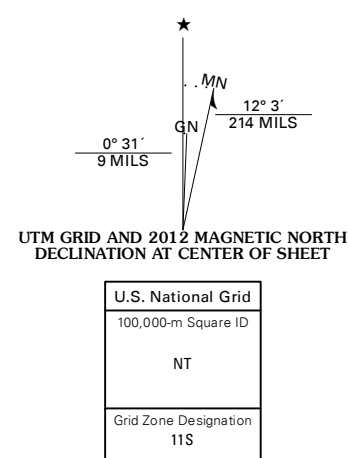 MN
GN
12° 3´
214 MILS
0° 31´
9 MILS
UTM GRID AND 2012 MAGNETIC NORTH
DECLINATION AT CENTER OF SHEET
U.S. National Grid
100,000-m Square ID
NT
Grid Zone Designation
11S